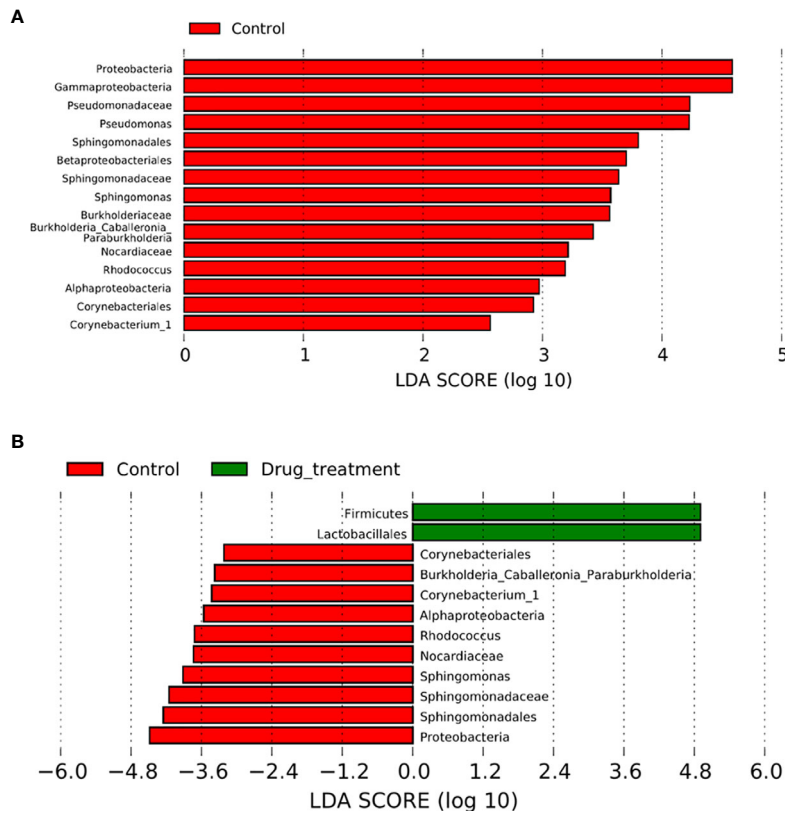 A
Control
Proteobacteria
Gammaproteobacteria
Pseudomonadaceae
Pseudomonas
Sphingomonadales
Betaproteobacteriales
Sphingomonadaceae
Sphingomonas
Burkholderiaceae
Burkholderia_Caballeronia_
Paraburkholderia
Nocardiaceae
Rhodococcus
Alphaproteobacteria
Corynebacteriales
Corynebacterium_1
0 1 2 3 4 5
LDA SCORE (log 10)
B
Control Drug_treatment
Firmicutes
Lactobacillales
Corynebacteriales
Burkholderia_Caballeronia_Paraburkholderia
Corynebacterium_1
Alphaproteobacteria
Rhodococcus
Nocardiaceae
Sphingomonas
Sphingomonadaceae
Sphingomonadales
Proteobacteria
−6.0 −4.8 −3.6 −2.4 −1.2 0.0 1.2 2.4 3.6 4.8 6.0
LDA SCORE (log 10)